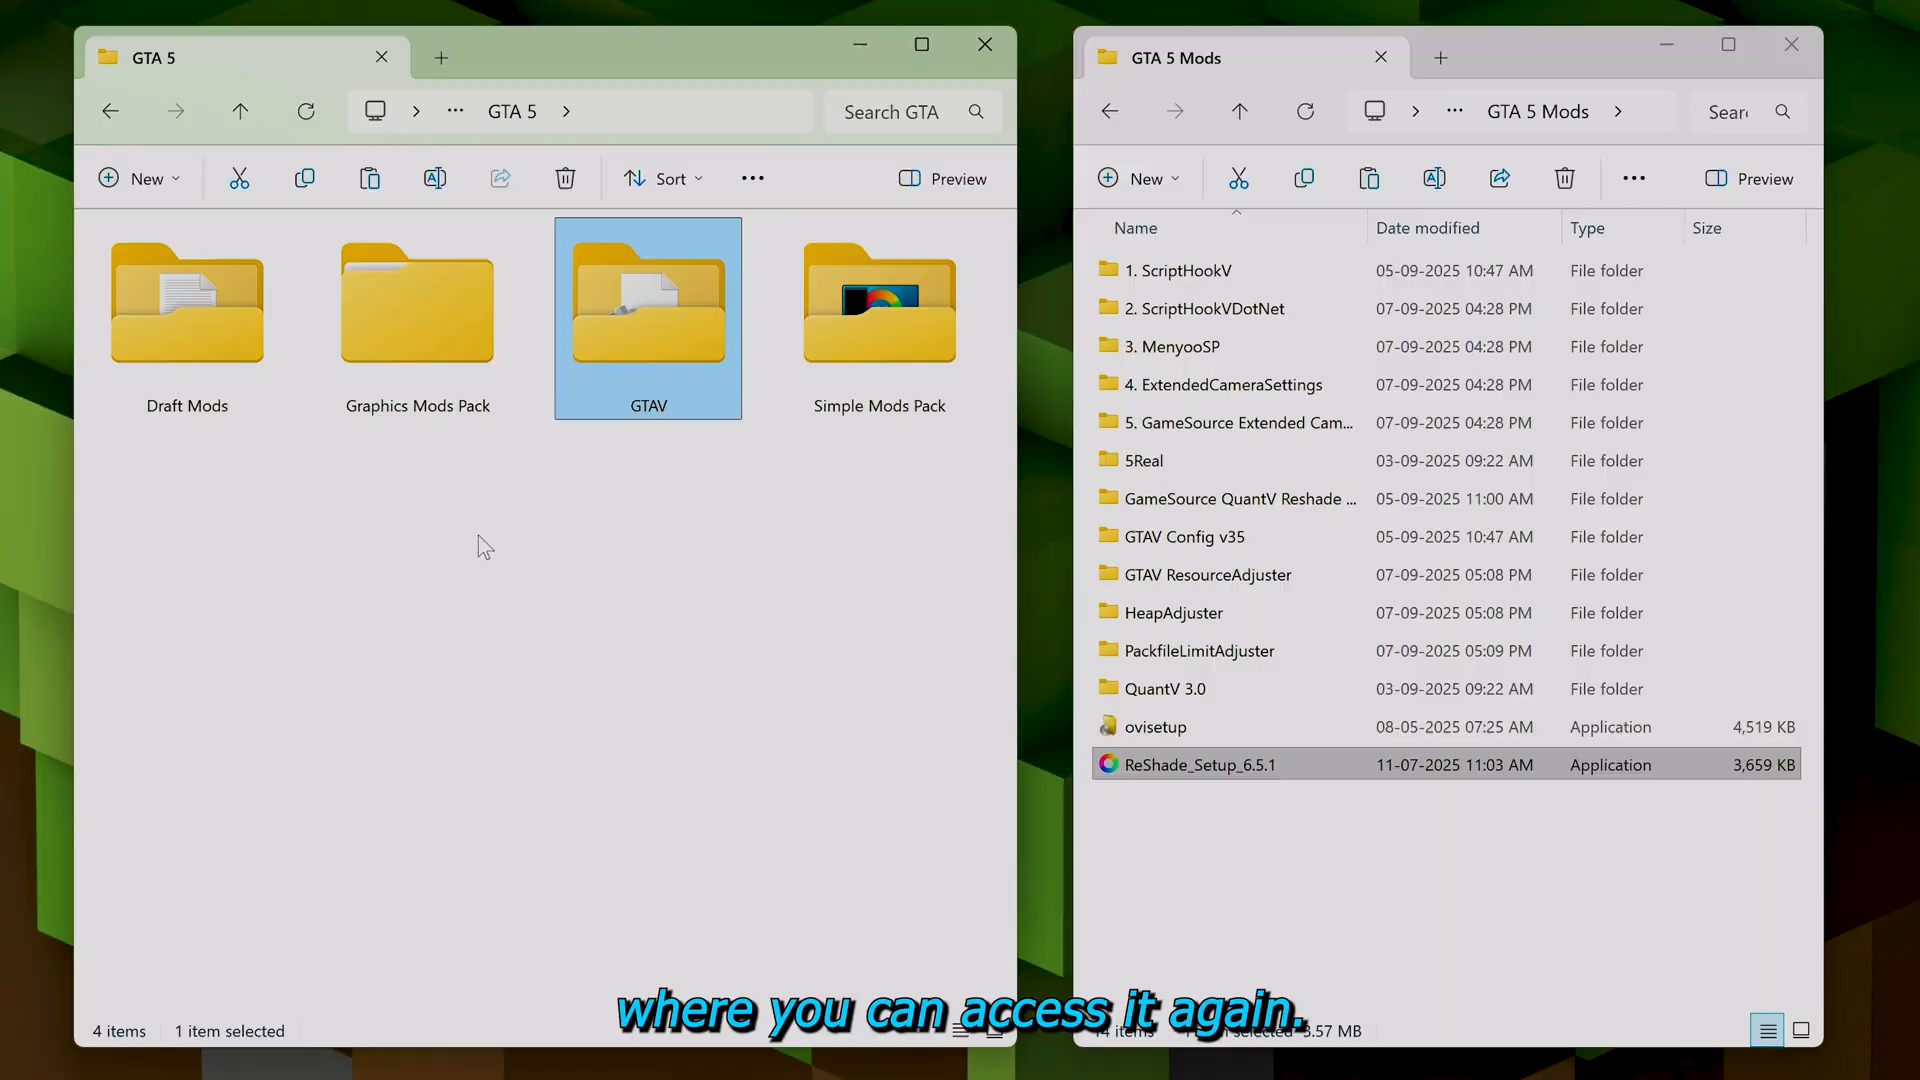 GTA 5
GTA 5
Search GTA
New
Sort
Preview
Draft Mods
Graphics Mods Pack
GTAV
Simple Mods Pack
4 items
1 item selected
GTA 5 Mods
GTA 5 Mods
Sear
New
Preview
Name Date modified Type Size
1. ScriptHookV 05-09-2025 10:47 AM File folder
2. ScriptHookVDotNet 07-09-2025 04:28 PM File folder
3. MenyooSP 07-09-2025 04:28 PM File folder
4. ExtendedCameraSettings 07-09-2025 04:28 PM File folder
5. GameSource Extended Cam... 07-09-2025 04:28 PM File folder
5Real 03-09-2025 09:22 AM File folder
GameSource QuantV Reshade ... 05-09-2025 11:00 AM File folder
GTAV Config v35 05-09-2025 10:47 AM File folder
GTAV ResourceAdjuster 07-09-2025 05:08 PM File folder
HeapAdjuster 07-09-2025 05:08 PM File folder
PackfileLimitAdjuster 07-09-2025 05:09 PM File folder
QuantV 3.0 03-09-2025 09:22 AM File folder
ovisetup 08-05-2025 07:25 AM Application 4,519 KB
ReShade_Setup_6.5.1 11-07-2025 11:03 AM Application 3,659 KB
items selected 3.57 MB
where you can access it again.